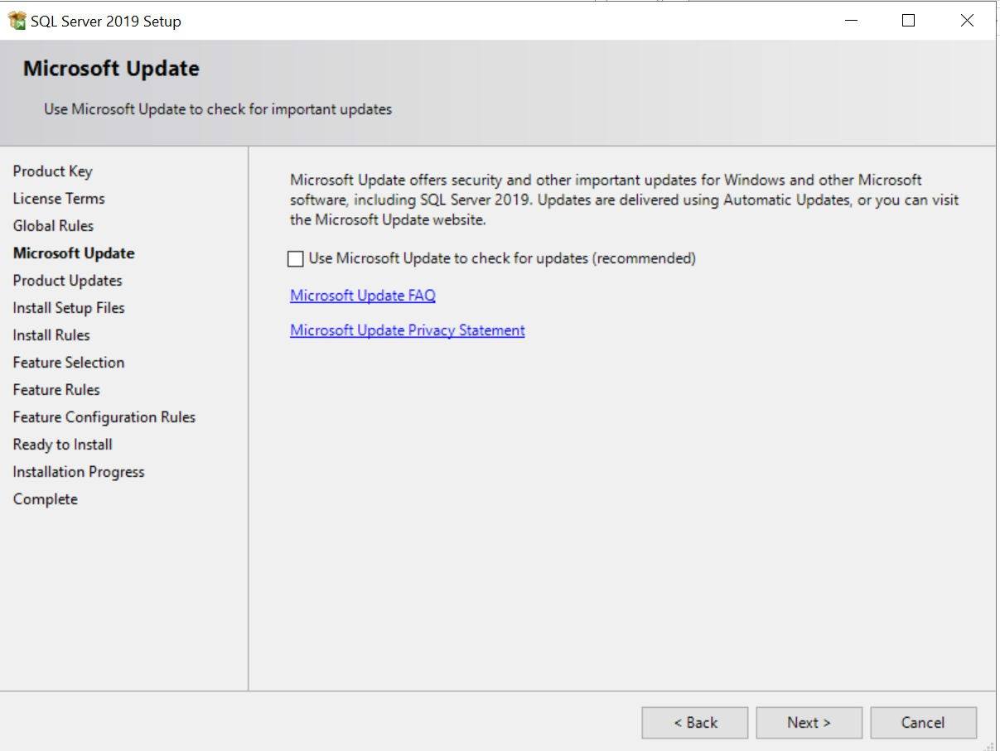 SQL Server 2019 Setup
Microsoft Update
Use Microsoft Update to check for important updates
Product Key
License Terms
Global Rules
Microsoft Update
Product Updates
Install Setup Files
Install Rules
Feature Selection
Feature Rules
Feature Configuration Rules
Ready to Install
Installation Progress
Complete
Microsoft Update offers security and other important updates for Windows and other Microsoft
software, including SQL Server 2019. Updates are delivered using Automatic Updates, or you can visit
the Microsoft Update website.
Use Microsoft Update to check for updates (recommended)
Microsoft Update FAQ
Microsoft Update Privacy Statement
< Back
Next >
Cancel